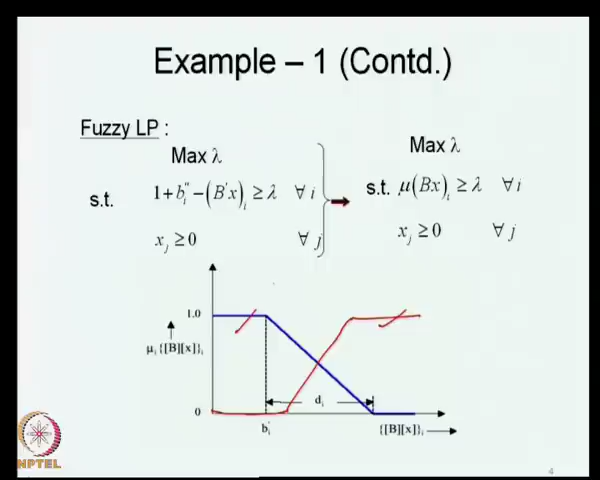 Example – 1 (Contd.)
Fuzzy LP :
Max λ
s.t. 1 + b_i'' − (B'x)_i ≥ λ ∀ i
x_j ≥ 0 ∀ j
Max λ
s.t. μ(Bx)_i ≥ λ ∀ i
x_j ≥ 0 ∀ j
1.0
μ_i {[B][x]}_i
0
d_i
b_i'
{[B][x]}_i
NPTEL
4